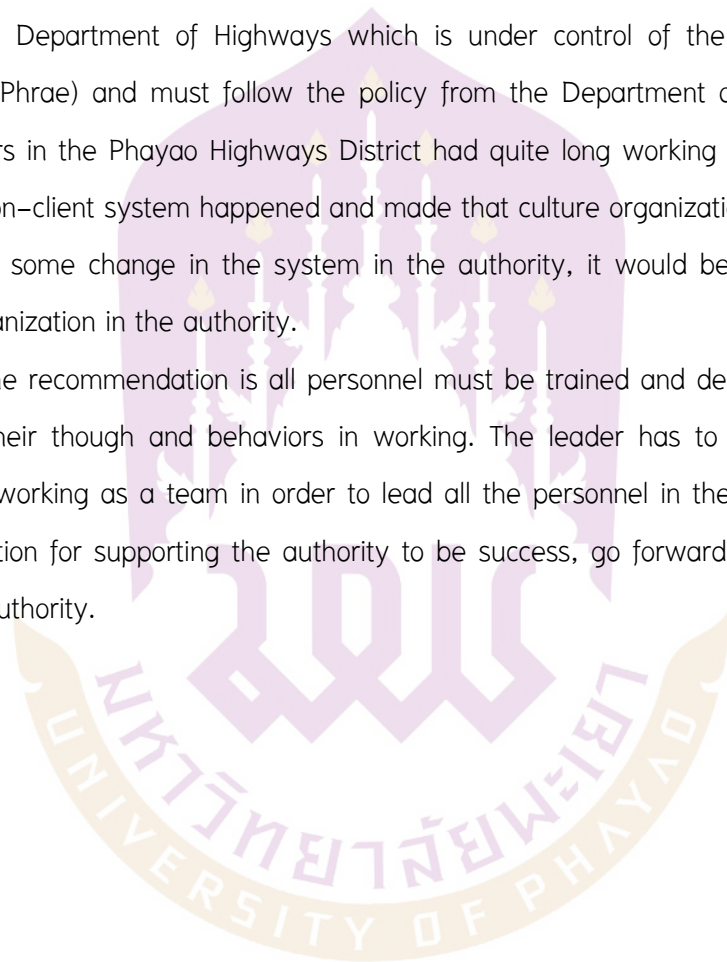 Department of Highways which is under control of the
Phrae) and must follow the policy from the Department
rs in the Phayao Highways District had quite long working
on-client system happened and made that culture organizati
some change in the system in the authority, it would be
anization in the authority.
ne recommendation is all personnel must be trained and de
heir though and behaviors in working. The leader has to
working as a team in order to lead all the personnel in the
tion for supporting the authority to be success, go forward
uthority.
มหาวิทยาลัยพะเยา
UNIVERSITY OF PHAYAO